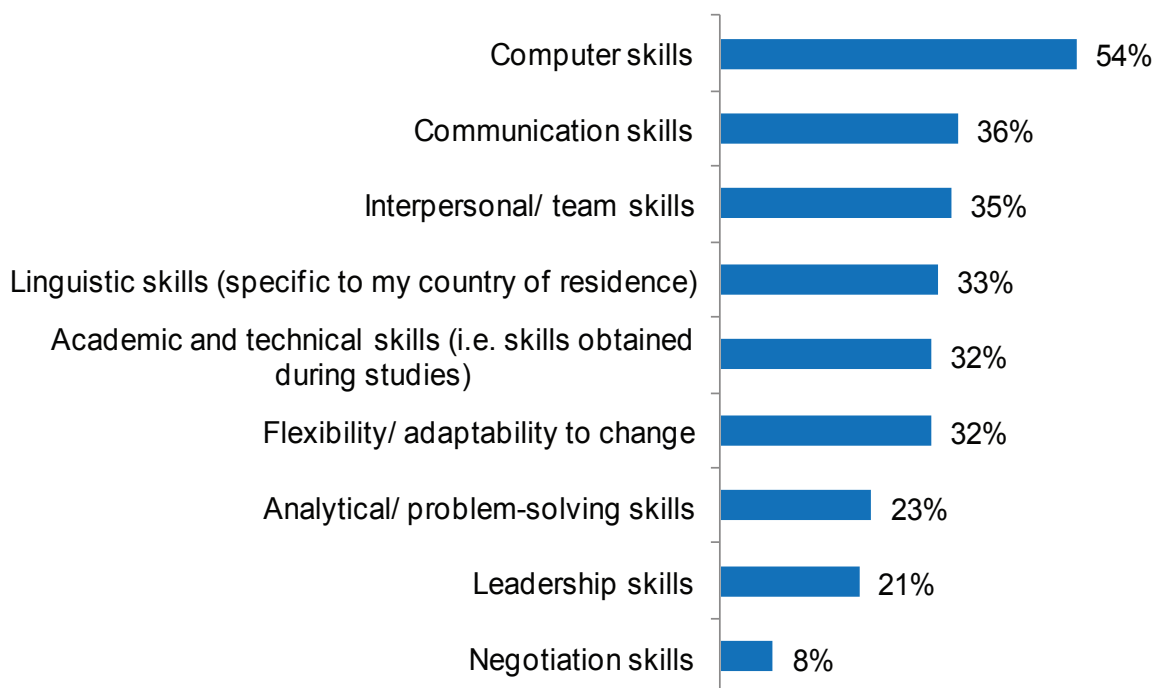 Computer skills 54%
Communication skills 36%
Interpersonal/ team skills 35%
Linguistic skills (specific to my country of residence) 33%
Academic and technical skills (i.e. skills obtained
during studies) 32%
Flexibility/ adaptability to change 32%
Analytical/ problem-solving skills 23%
Leadership skills 21%
Negotiation skills 8%